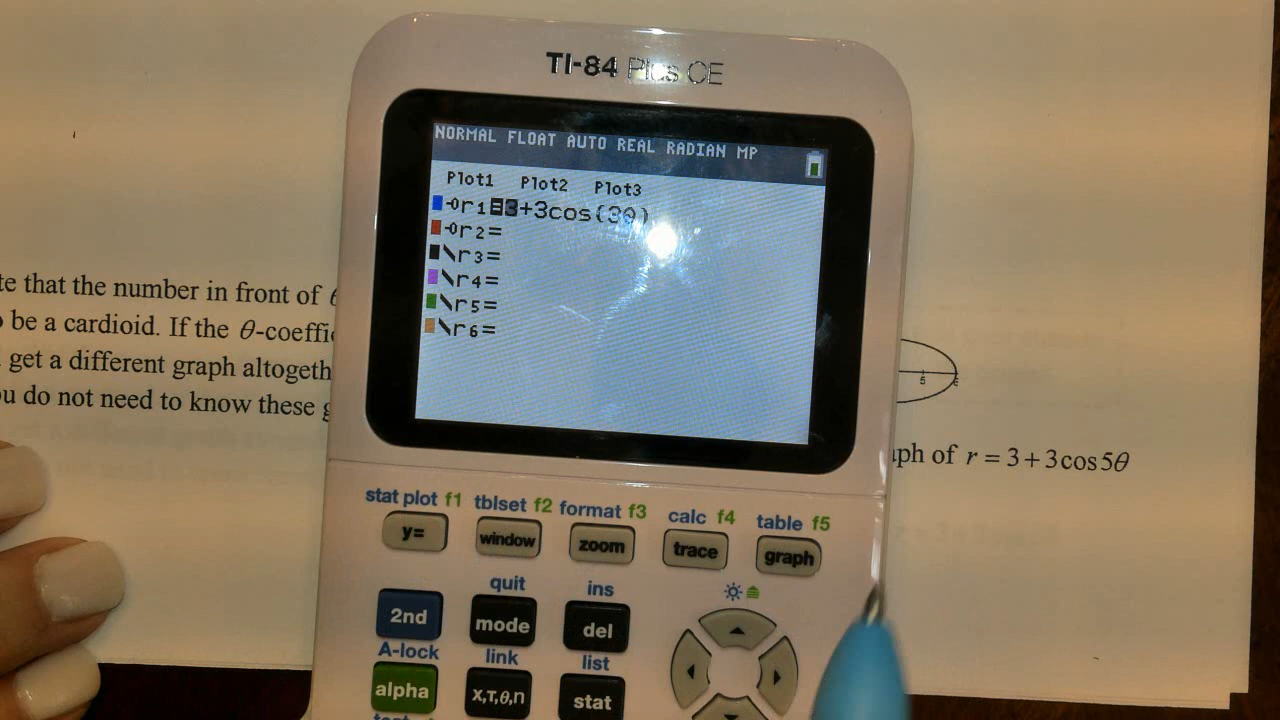 TI-84 Plus CE
NORMAL FLOAT AUTO REAL RADIAN MP
Plot1 Plot2 Plot3
r1=3+3cos(3θ)
r2=
\r3=
\r4=
\r5=
\r6=
te that the number in front of θ
be a cardioid. If the θ-coeffi
get a different graph altogeth
u do not need to know these g
5
ph of r = 3 + 3cos5θ
stat plot f1 tblset f2 format f3 calc f4 table f5
y= window zoom trace graph
quit ins
2nd mode del
A-lock link list
alpha X,T,θ,n stat